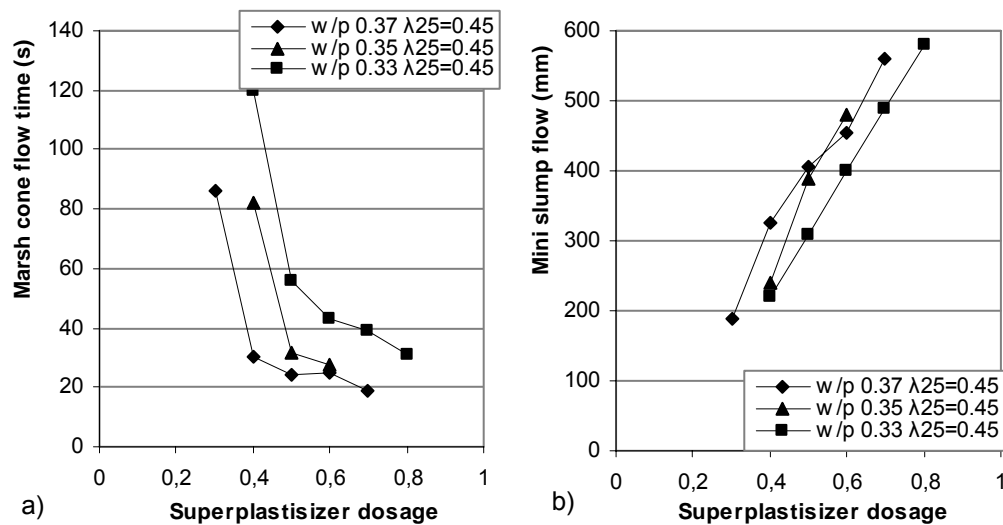 w/p 0.37 λ25=0.45
w/p 0.35 λ25=0.45
w/p 0.33 λ25=0.45
Marsh cone flow time (s)
140
120
100
80
60
40
20
0
0
0,2
0,4
0,6
0,8
1
Superplastisizer dosage
a)
Mini slump flow (mm)
600
500
400
300
200
100
0
w/p 0.37 λ25=0.45
w/p 0.35 λ25=0.45
w/p 0.33 λ25=0.45
0
0,2
0,4
0,6
0,8
1
Superplastisizer dosage
b)